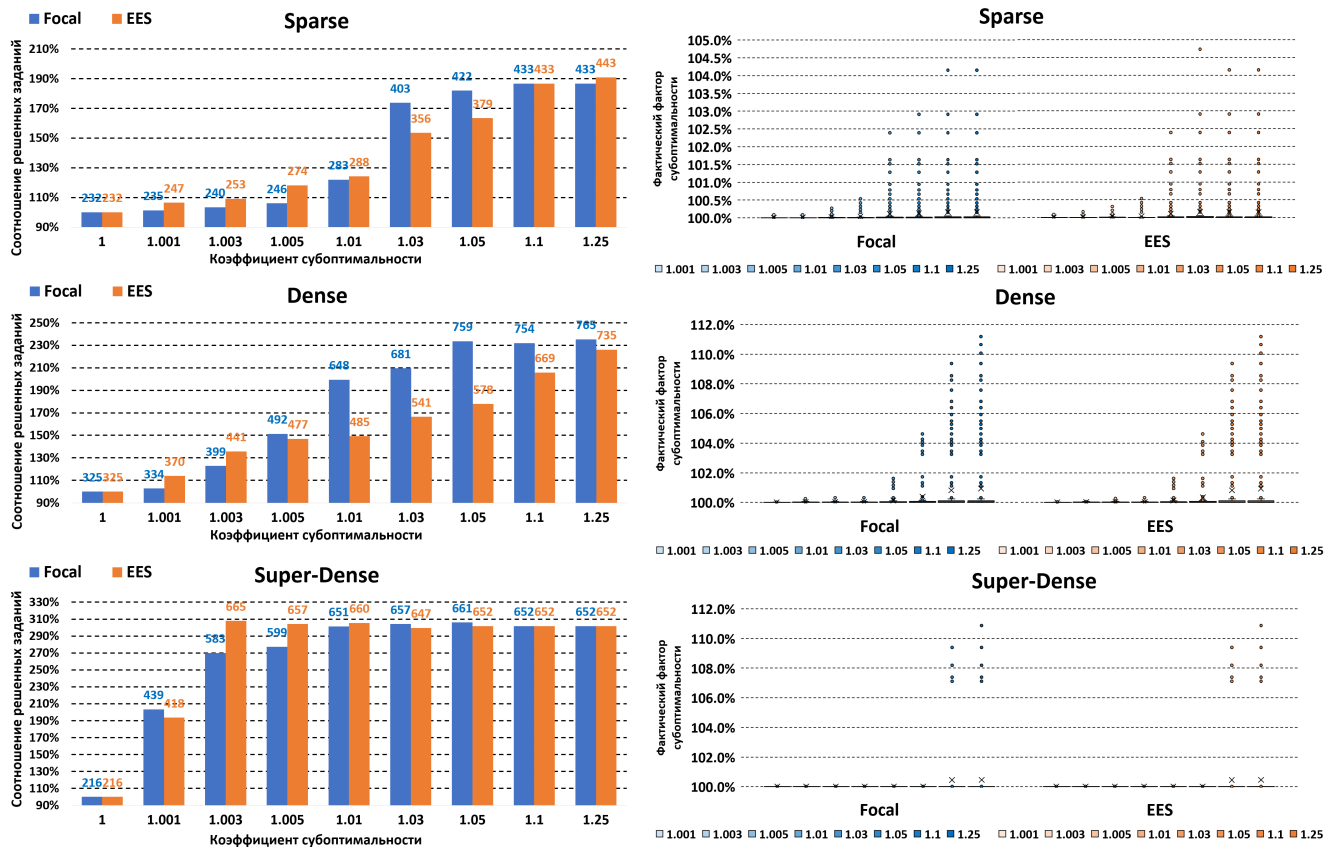 Focal EES
Sparse
Соотношение решенных заданий
210%
190%
170%
150%
130%
110%
90%
232 232 235 247 240 253 246 274 283 288 403 356 422 379 433 433 433 443
1 1.001 1.003 1.005 1.01 1.03 1.05 1.1 1.25
Коэффициент субоптимальности
Sparse
Фактический фактор
субоптимальности
105.0%
104.5%
104.0%
103.5%
103.0%
102.5%
102.0%
101.5%
101.0%
100.5%
100.0%
Focal EES
1.001 1.003 1.005 1.01 1.03 1.05 1.1 1.25 1.001 1.003 1.005 1.01 1.03 1.05 1.1 1.25
Focal EES
Dense
Соотношение решенных заданий
250%
230%
210%
190%
170%
150%
130%
110%
90%
325 325 334 370 399 441 492 477 648 485 681 541 759 578 754 669 765 735
1 1.001 1.003 1.005 1.01 1.03 1.05 1.1 1.25
Коэффициент субоптимальности
Dense
Фактический фактор
субоптимальности
112.0%
110.0%
108.0%
106.0%
104.0%
102.0%
100.0%
Focal EES
1.001 1.003 1.005 1.01 1.03 1.05 1.1 1.25 1.001 1.003 1.005 1.01 1.03 1.05 1.1 1.25
Focal EES
Super-Dense
Соотношение решенных заданий
330%
310%
290%
270%
250%
230%
210%
190%
170%
150%
130%
110%
90%
216 216 439 418 583 665 599 657 651 660 657 647 661 652 652 652 652 652
1 1.001 1.003 1.005 1.01 1.03 1.05 1.1 1.25
Коэффициент субоптимальности
Super-Dense
Фактический фактор
субоптимальности
112.0%
110.0%
108.0%
106.0%
104.0%
102.0%
100.0%
Focal EES
1.001 1.003 1.005 1.01 1.03 1.05 1.1 1.25 1.001 1.003 1.005 1.01 1.03 1.05 1.1 1.25